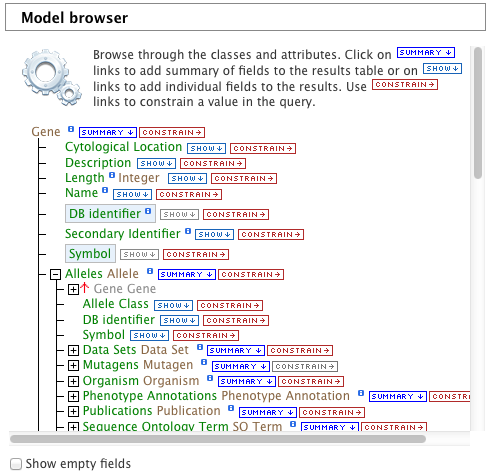 Model browser
Browse through the classes and attributes. Click on SUMMARY ↓
links to add summary of fields to the results table or on SHOW ↓
links to add individual fields to the results. Use CONSTRAIN →
links to constrain a value in the query.
Gene i SUMMARY ↓ CONSTRAIN →
Cytological Location SHOW ↓ CONSTRAIN →
Description SHOW ↓ CONSTRAIN →
Length i Integer SHOW ↓ CONSTRAIN →
Name i SHOW ↓ CONSTRAIN →
DB identifier i SHOW ↓ CONSTRAIN →
Secondary Identifier i SHOW ↓ CONSTRAIN →
Symbol SHOW ↓ CONSTRAIN →
Alleles Allele i SUMMARY ↓ CONSTRAIN →
Gene Gene
Allele Class SHOW ↓ CONSTRAIN →
DB identifier SHOW ↓ CONSTRAIN →
Symbol SHOW ↓ CONSTRAIN →
Data Sets Data Set i SUMMARY ↓ CONSTRAIN →
Mutagens Mutagen i SUMMARY ↓ CONSTRAIN →
Organism Organism i SUMMARY ↓ CONSTRAIN →
Phenotype Annotations Phenotype Annotation i SUMMARY ↓ CONSTRA
Publications Publication i SUMMARY ↓ CONSTRAIN →
Sequence Ontology Term SO Term i SUMMARY ↓ CONSTRAIN →
Show empty fields